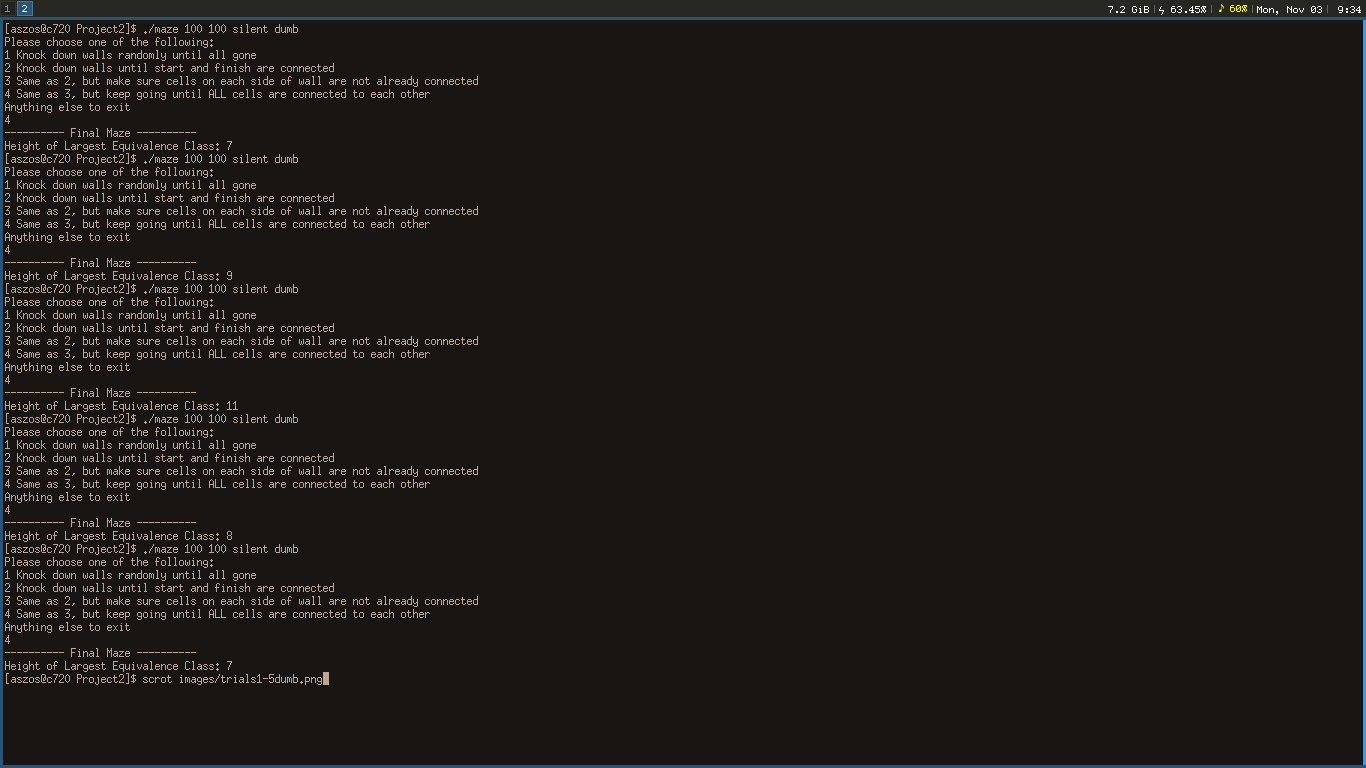 1 2 7.2 GiB | ϟ 63.45% | ♪ 60% | Mon, Nov 03 | 9:34
[aszos@c720 Project2]$ ./maze 100 100 silent dumb
Please choose one of the following:
1 Knock down walls randomly until all gone
2 Knock down walls until start and finish are connected
3 Same as 2, but make sure cells on each side of wall are not already connected
4 Same as 3, but keep going until ALL cells are connected to each other
Anything else to exit
4
---------- Final Maze ----------
Height of Largest Equivalence Class: 7
[aszos@c720 Project2]$ ./maze 100 100 silent dumb
Please choose one of the following:
1 Knock down walls randomly until all gone
2 Knock down walls until start and finish are connected
3 Same as 2, but make sure cells on each side of wall are not already connected
4 Same as 3, but keep going until ALL cells are connected to each other
Anything else to exit
4
---------- Final Maze ----------
Height of Largest Equivalence Class: 9
[aszos@c720 Project2]$ ./maze 100 100 silent dumb
Please choose one of the following:
1 Knock down walls randomly until all gone
2 Knock down walls until start and finish are connected
3 Same as 2, but make sure cells on each side of wall are not already connected
4 Same as 3, but keep going until ALL cells are connected to each other
Anything else to exit
4
---------- Final Maze ----------
Height of Largest Equivalence Class: 11
[aszos@c720 Project2]$ ./maze 100 100 silent dumb
Please choose one of the following:
1 Knock down walls randomly until all gone
2 Knock down walls until start and finish are connected
3 Same as 2, but make sure cells on each side of wall are not already connected
4 Same as 3, but keep going until ALL cells are connected to each other
Anything else to exit
4
---------- Final Maze ----------
Height of Largest Equivalence Class: 8
[aszos@c720 Project2]$ ./maze 100 100 silent dumb
Please choose one of the following:
1 Knock down walls randomly until all gone
2 Knock down walls until start and finish are connected
3 Same as 2, but make sure cells on each side of wall are not already connected
4 Same as 3, but keep going until ALL cells are connected to each other
Anything else to exit
4
---------- Final Maze ----------
Height of Largest Equivalence Class: 7
[aszos@c720 Project2]$ scrot images/trials1-5dumb.png